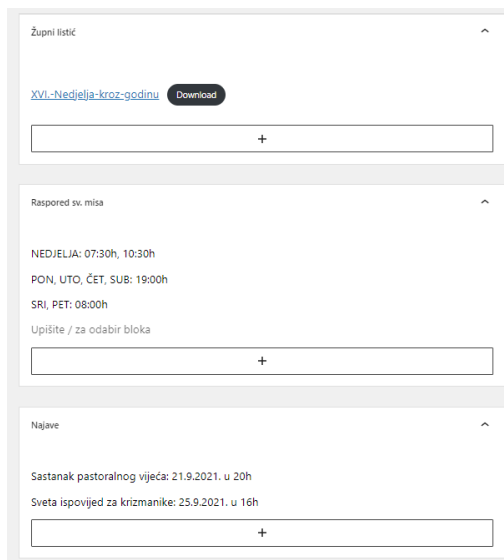 Župni listić
XVI.-Nedjelja-kroz-godinu Download
+
Raspored sv. misa
NEDJELJA: 07:30h, 10:30h
PON, UTO, ČET, SUB: 19:00h
SRI, PET: 08:00h
Upišite / za odabir bloka
+
Najave
Sastanak pastoralnog vijeća: 21.9.2021. u 20h
Sveta ispovijed za krizmanike: 25.9.2021. u 16h
+